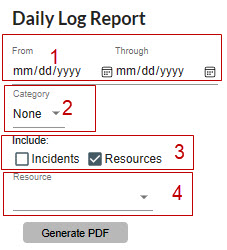 Daily Log Report
From 1 Through
mm/dd/yyyy mm/dd/yyyy
Category
None 2
Include:
Incidents Resources 3
Resource
4
Generate PDF